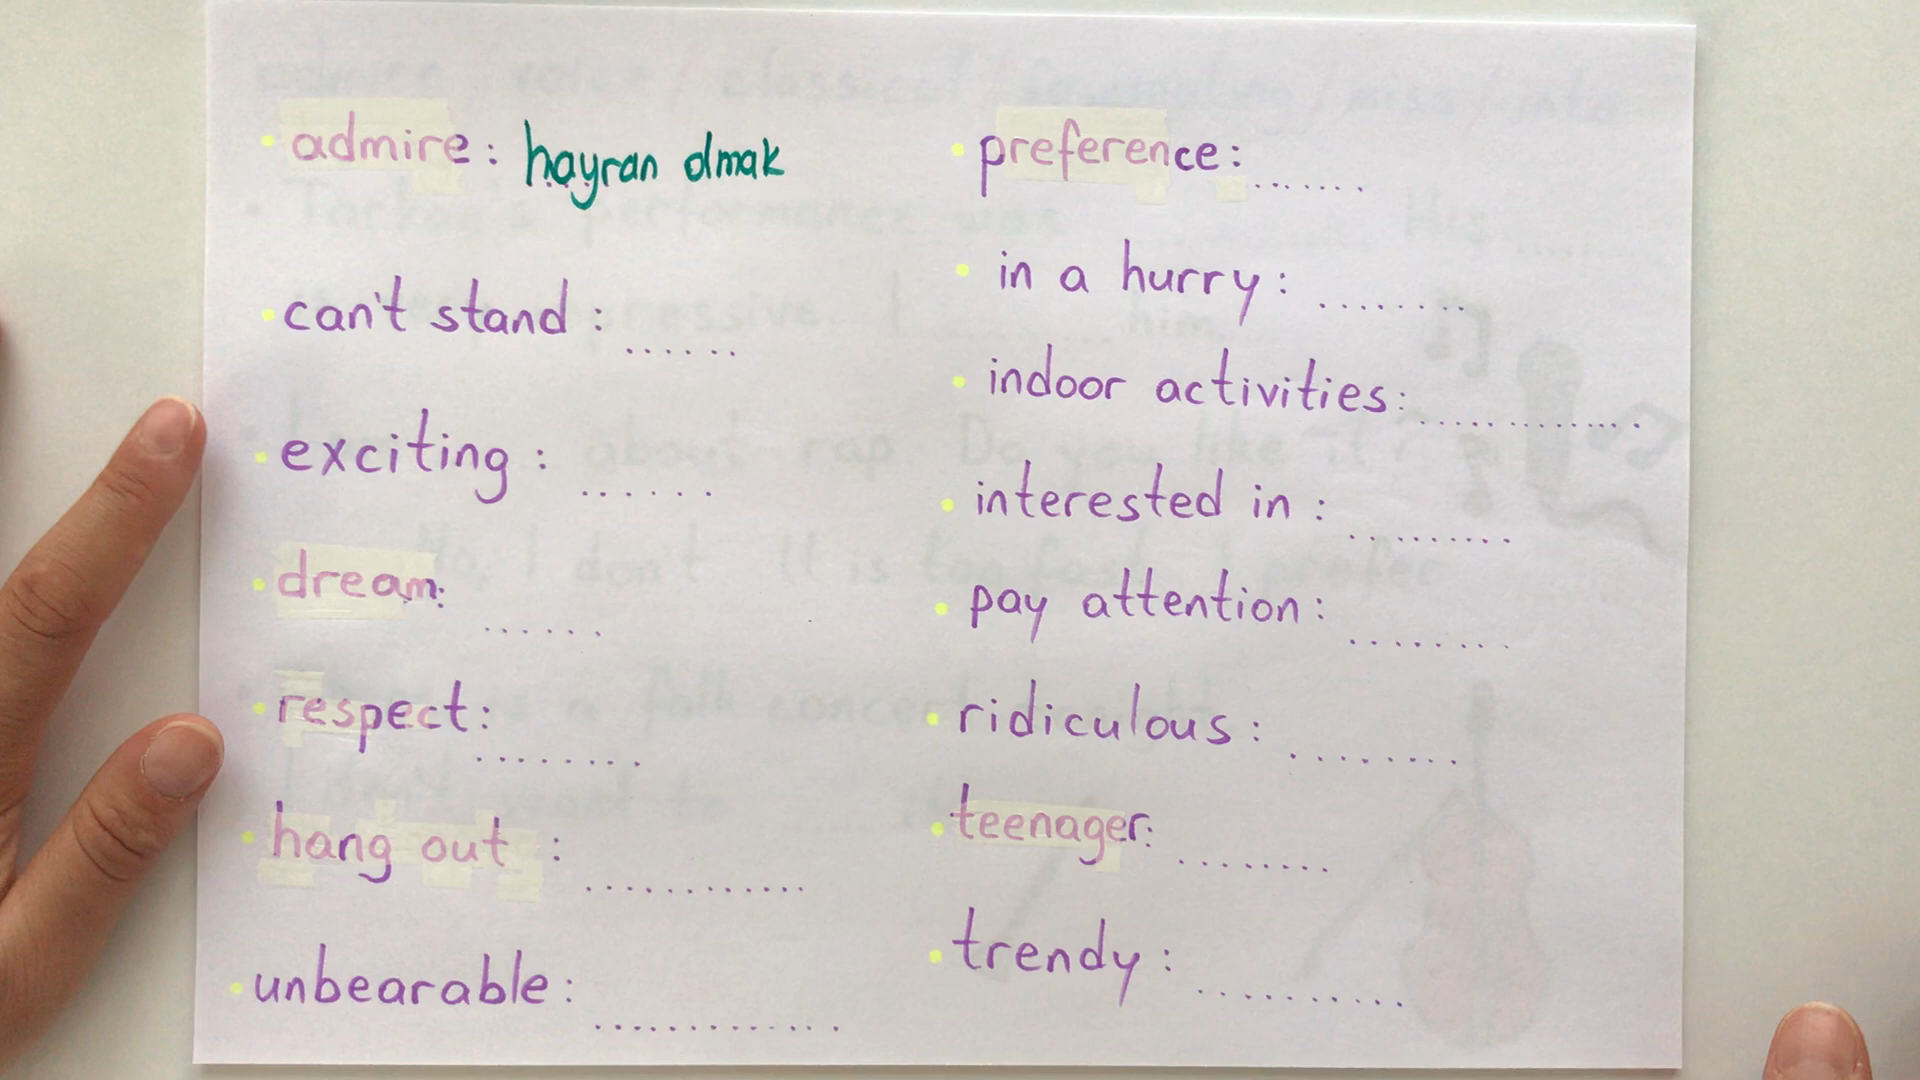 admire: hayran olmak
can't stand : ......
exciting : ......
dream: ......
respect: ........
hang out : ............
unbearable: .............
preference: .......
in a hurry: ........
indoor activities: .............
interested in : .........
pay attention: ........
ridiculous: ........
teenager: ........
trendy: ..........